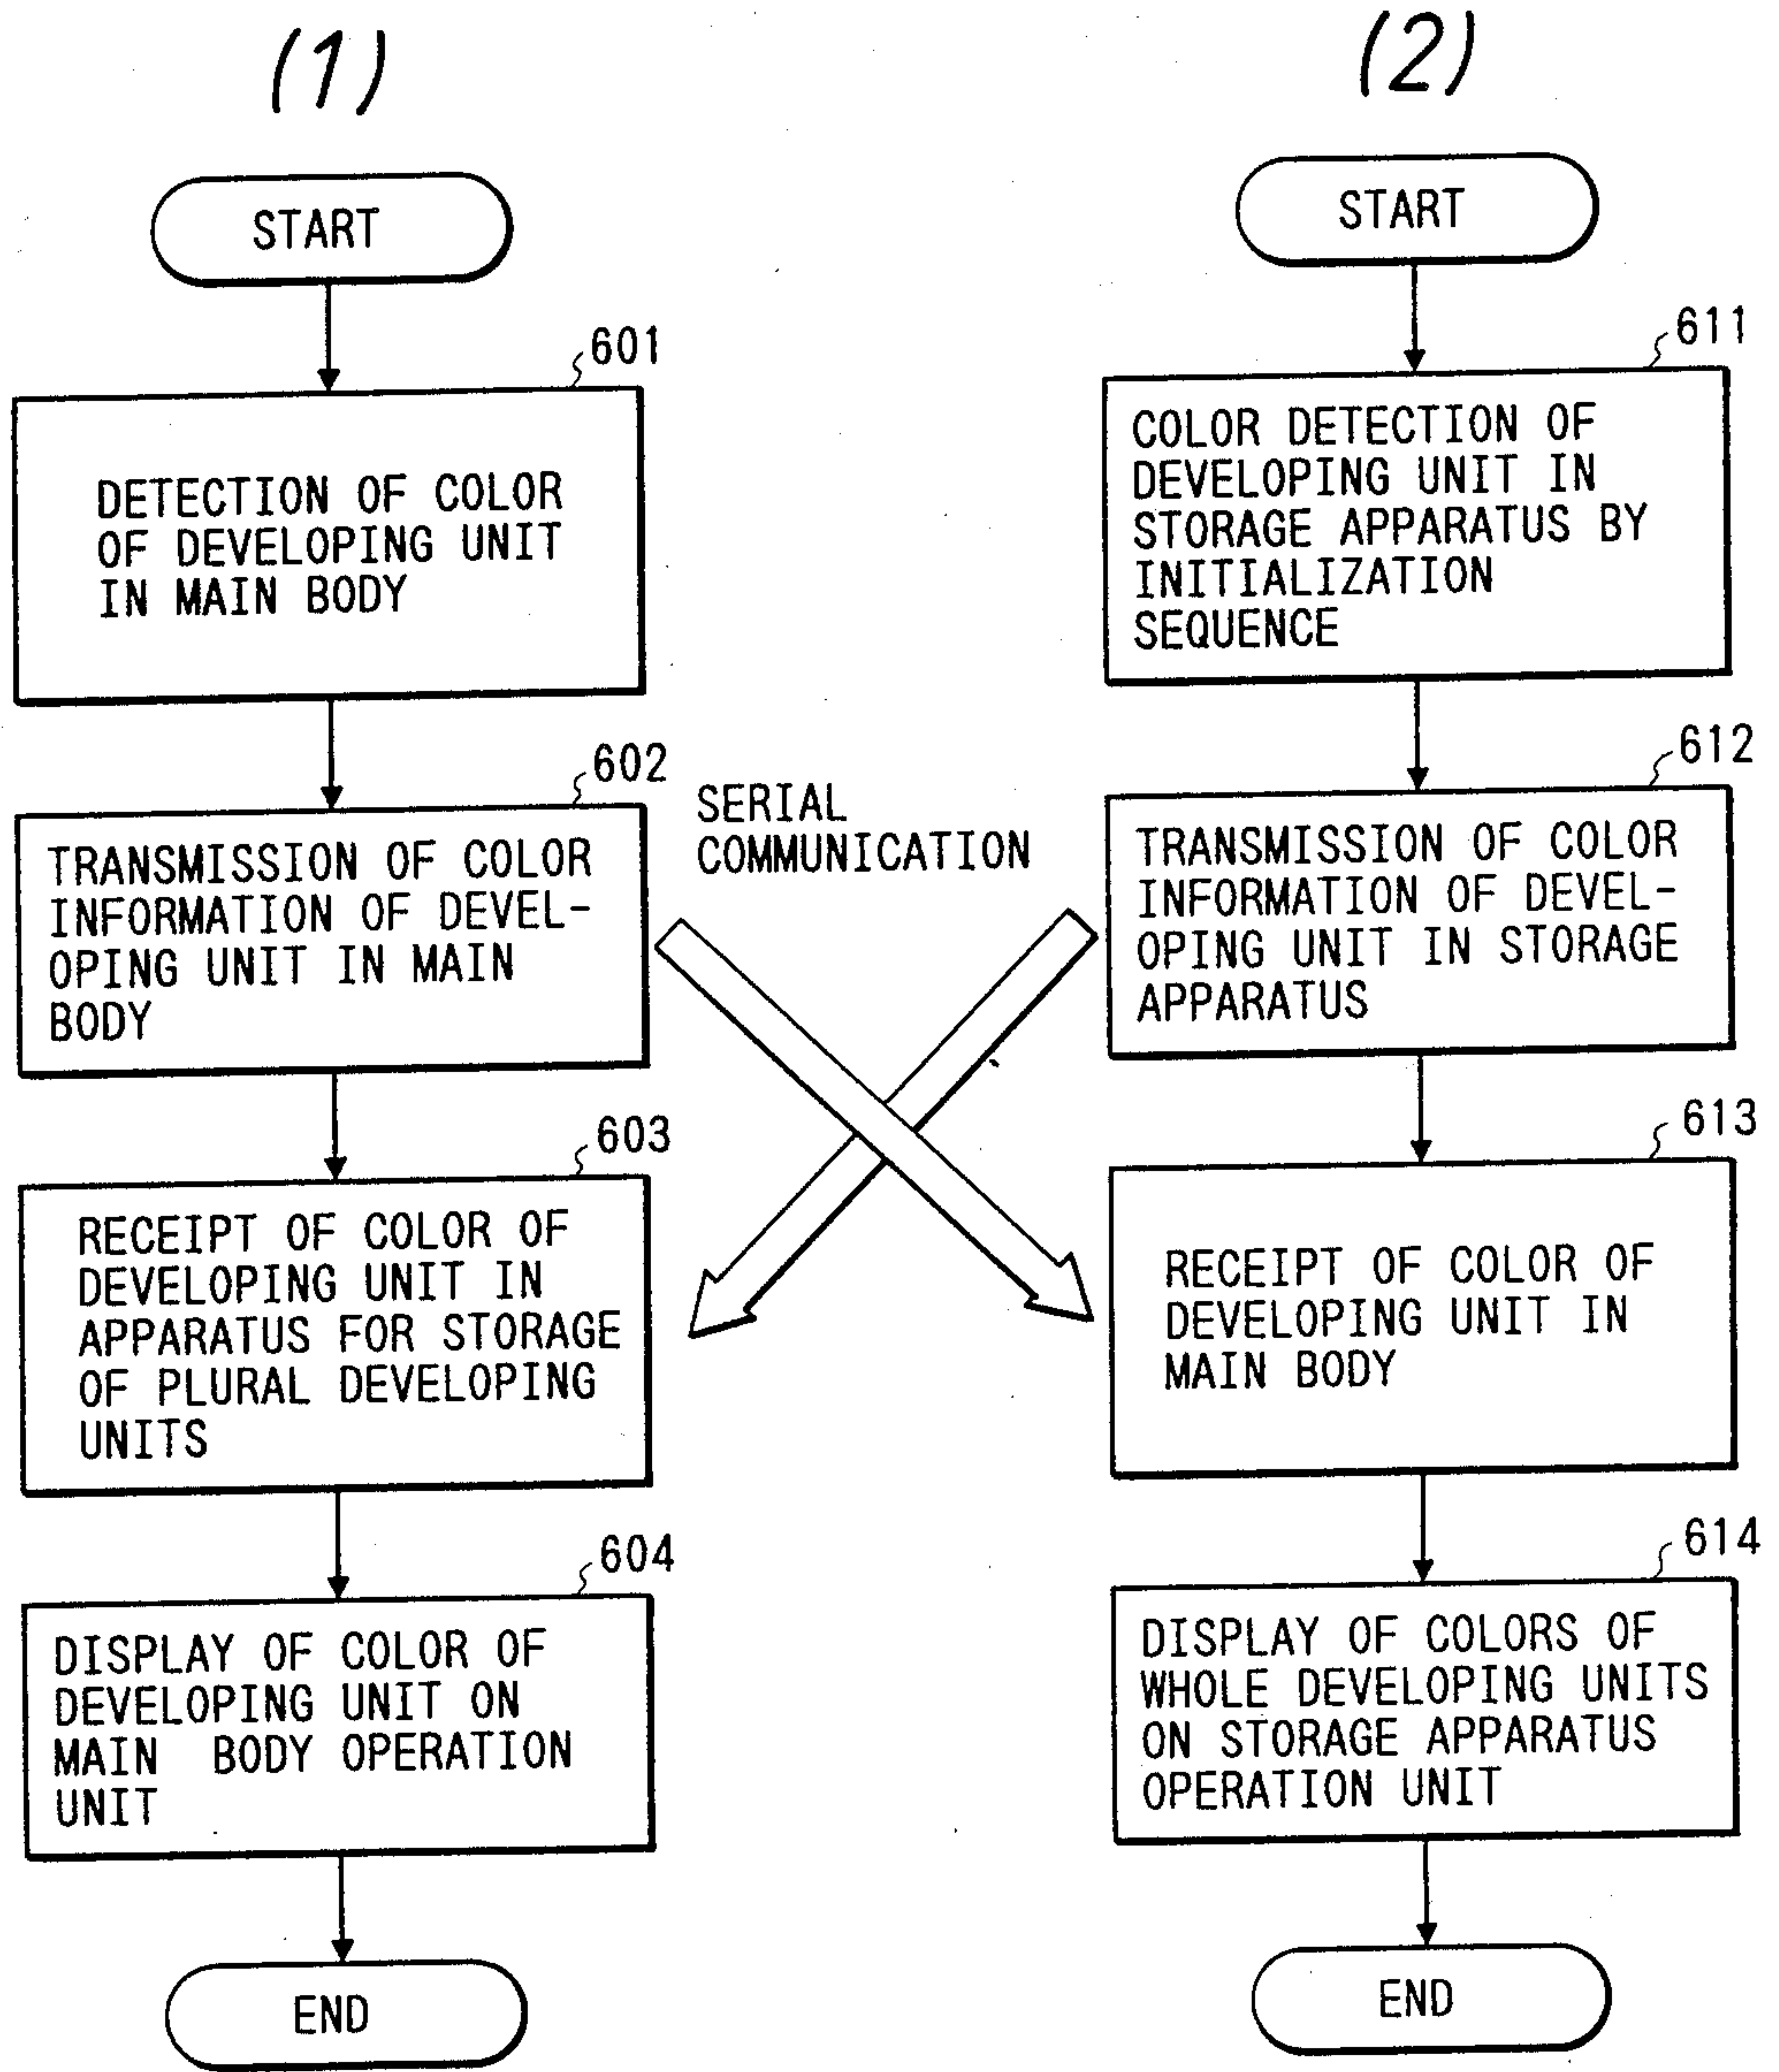 (1)
START
601
DETECTION OF COLOR
OF DEVELOPING UNIT
IN MAIN BODY
602
TRANSMISSION OF COLOR
INFORMATION OF DEVEL-
OPING UNIT IN MAIN
BODY
603
RECEIPT OF COLOR OF
DEVELOPING UNIT IN
APPARATUS FOR STORAGE
OF PLURAL DEVELOPING
UNITS
604
DISPLAY OF COLOR OF
DEVELOPING UNIT ON
MAIN BODY OPERATION
UNIT
END
SERIAL
COMMUNICATION
(2)
START
611
COLOR DETECTION OF
DEVELOPING UNIT IN
STORAGE APPARATUS BY
INITIALIZATION
SEQUENCE
612
TRANSMISSION OF COLOR
INFORMATION OF DEVEL-
OPING UNIT IN STORAGE
APPARATUS
613
RECEIPT OF COLOR OF
DEVELOPING UNIT IN
MAIN BODY
614
DISPLAY OF COLORS OF
WHOLE DEVELOPING UNITS
ON STORAGE APPARATUS
OPERATION UNIT
END